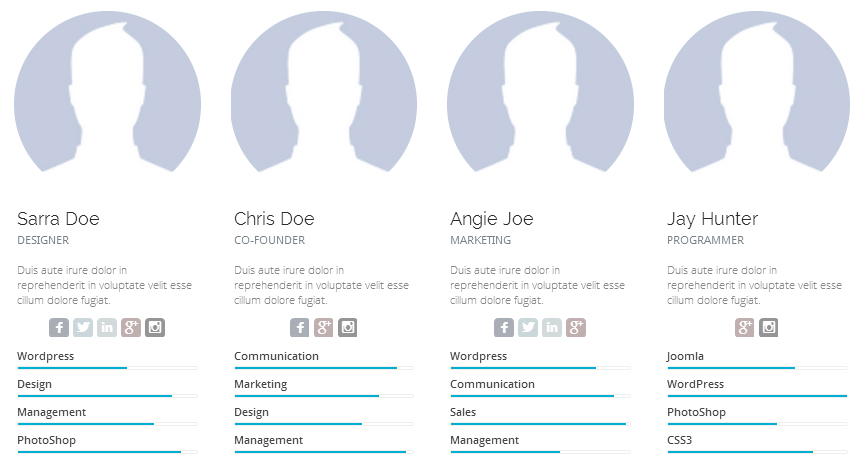 Sarra Doe
DESIGNER
Duis aute irure dolor in
reprehenderit in voluptate velit esse
cillum dolore fugiat.
Wordpress
Design
Management
PhotoShop
Chris Doe
CO-FOUNDER
Duis aute irure dolor in
reprehenderit in voluptate velit esse
cillum dolore fugiat.
Communication
Marketing
Design
Management
Angie Joe
MARKETING
Duis aute irure dolor in
reprehenderit in voluptate velit esse
cillum dolore fugiat.
Wordpress
Communication
Sales
Management
Jay Hunter
PROGRAMMER
Duis aute irure dolor in
reprehenderit in voluptate velit esse
cillum dolore fugiat.
Joomla
WordPress
PhotoShop
CSS3